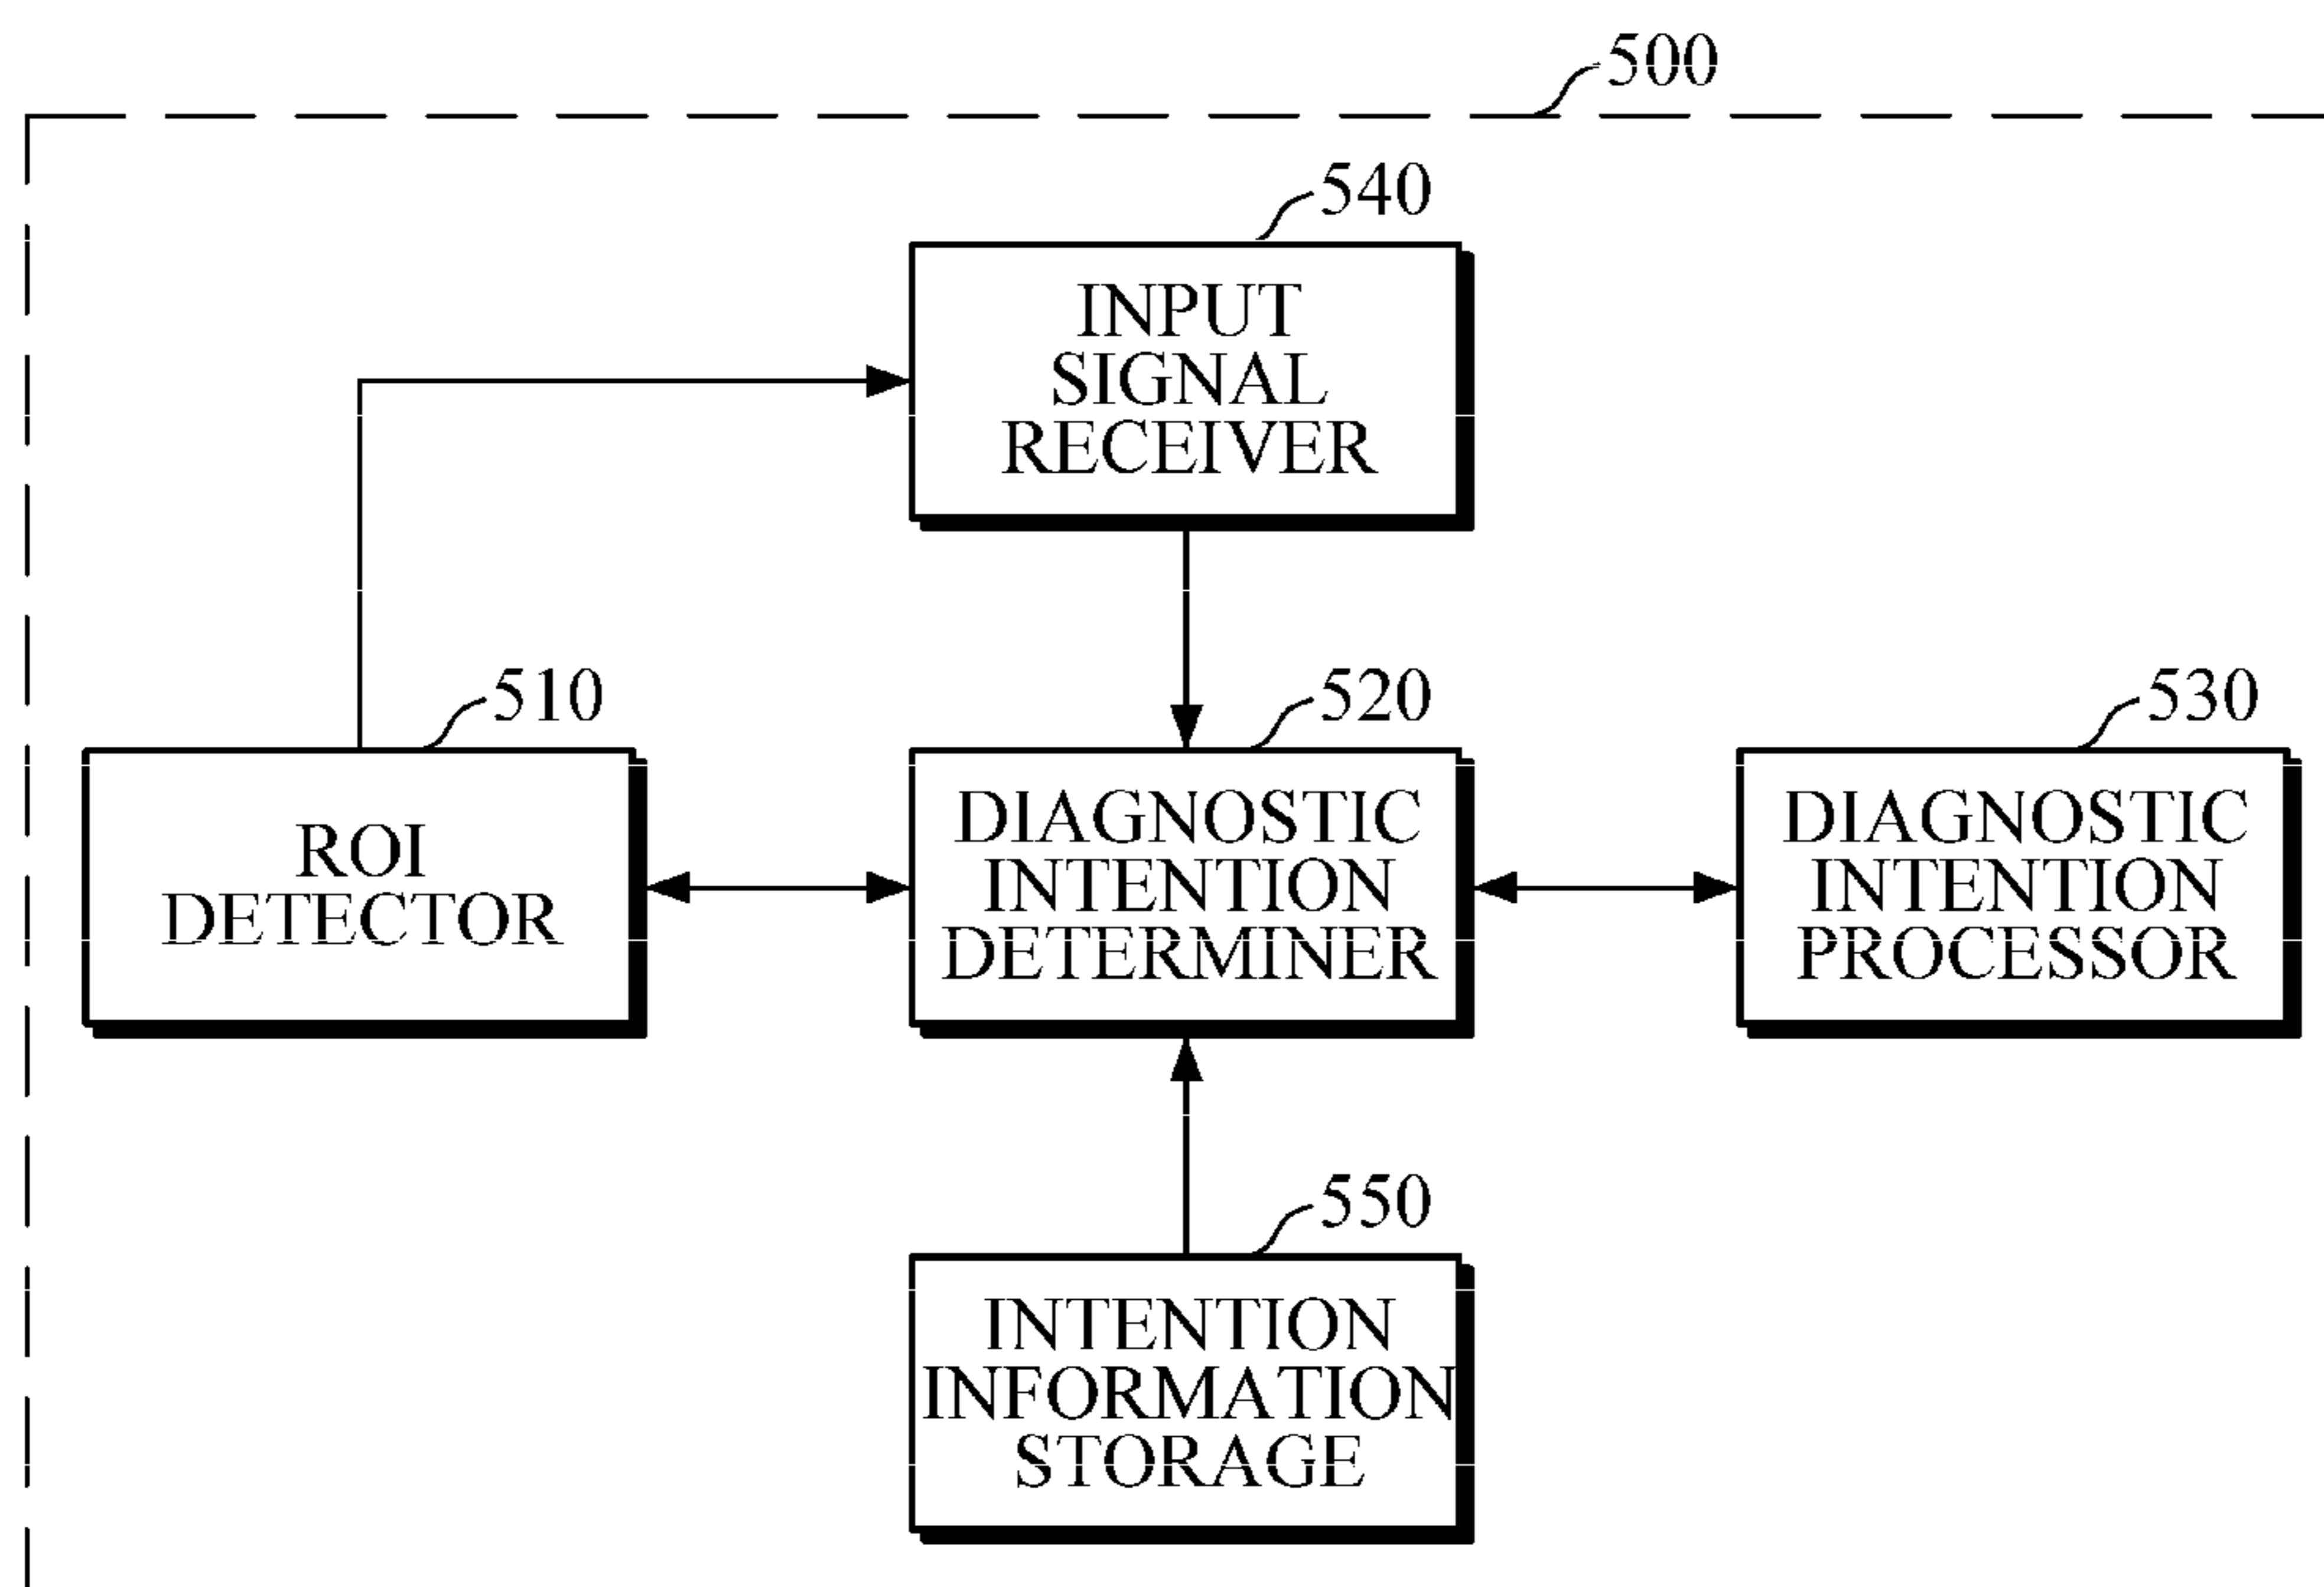 500
540
INPUT
SIGNAL
RECEIVER
510
520
530
ROI
DETECTOR
DIAGNOSTIC
INTENTION
DETERMINER
DIAGNOSTIC
INTENTION
PROCESSOR
550
INTENTION
INFORMATION
STORAGE